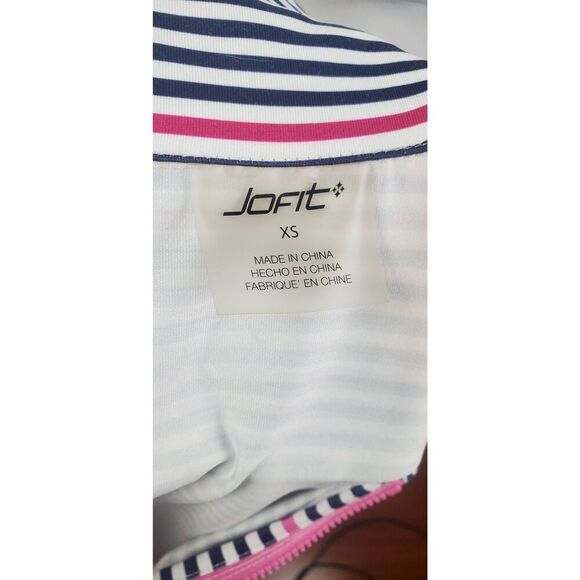 JOFIT
XS
MADE IN CHINA
HECHO EN CHINA
FABRIQUE' EN CHINE